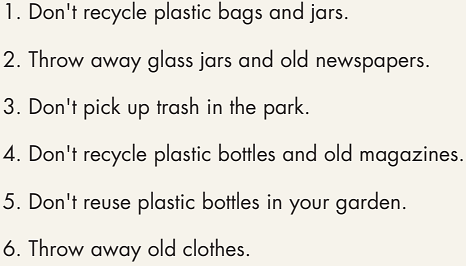 1. Don't recycle plastic bags and jars.
2. Throw away glass jars and old newspapers.
3. Don't pick up trash in the park.
4. Don't recycle plastic bottles and old magazines.
5. Don't reuse plastic bottles in your garden.
6. Throw away old clothes.